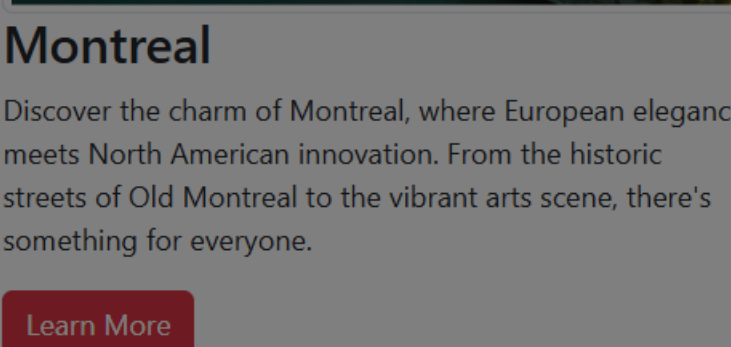 Montreal
Discover the charm of Montreal, where European eleganc
meets North American innovation. From the historic
streets of Old Montreal to the vibrant arts scene, there's
something for everyone.
Learn More